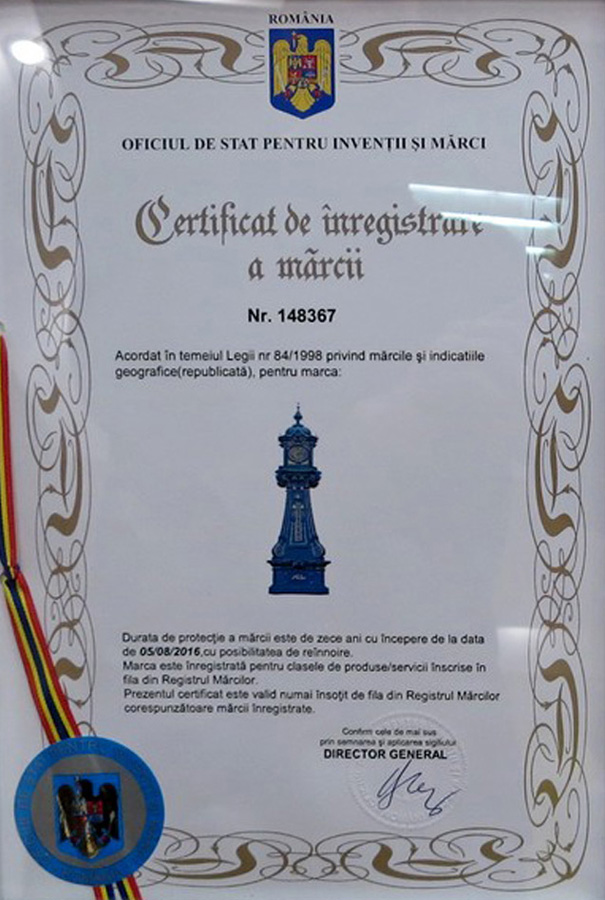 ROMÂNIA
OFICIUL DE STAT PENTRU INVENȚII ȘI MĂRCI
Certificat de înregistrare
a mărcii
Nr. 148367
Acordat în temeiul Legii nr 84/1998 privind mărcile şi indicatiile
geografice(republicată), pentru marca:
Durata de protecţie a mărcii este de zece ani cu începere de la data
de 05/08/2016,cu posibilitatea de reînnoire.
Marca este înregistrată pentru clasele de produse/servicii înscrise în
fila din Registrul Mărcilor.
Prezentul certificat este valid numai însoţit de fila din Registrul Mărcilor
corespunzătoare mărcii înregistrate.
Confirm cele de mai sus
prin semnarea şi aplicarea sigiliului
DIRECTOR GENERAL